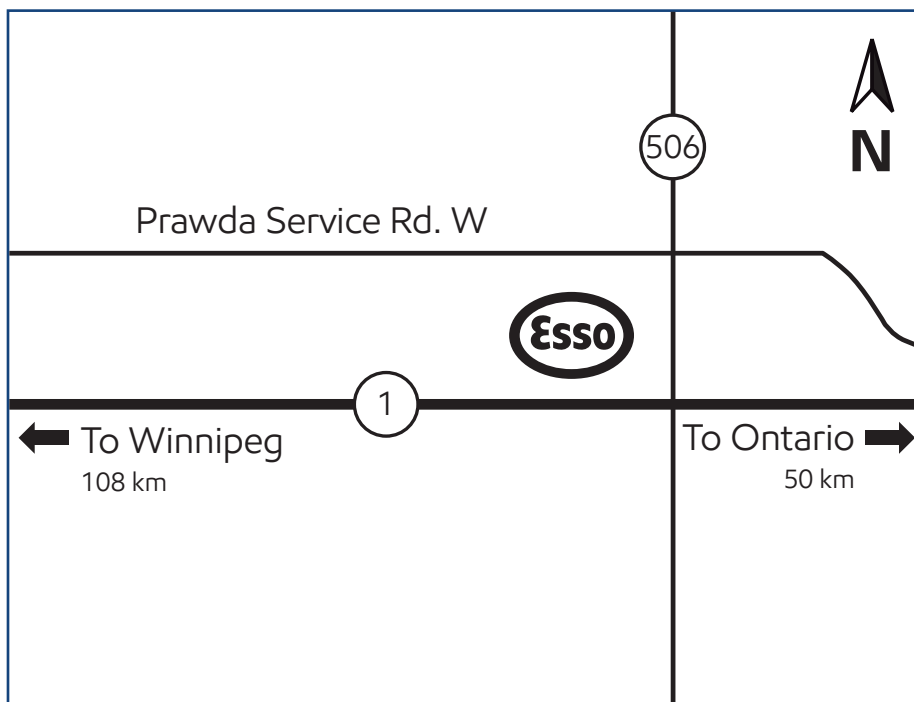 506
N
Prawda Service Rd. W
Esso
1
To Winnipeg
108 km
To Ontario
50 km